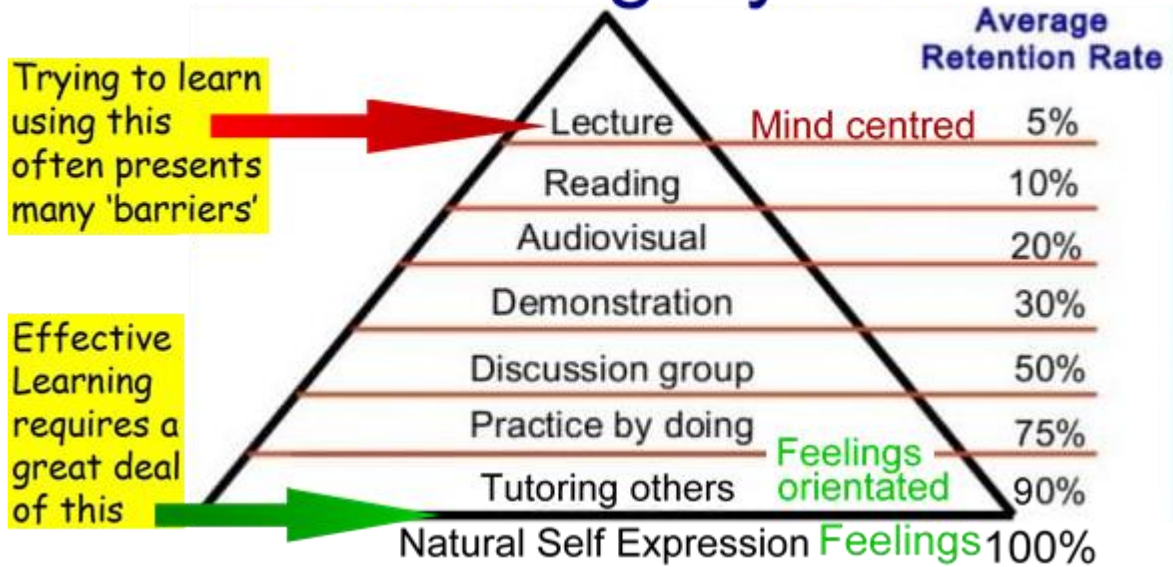 Average
Retention Rate
Trying to learn
using this
often presents
many 'barriers'
Lecture Mind centred 5%
Reading 10%
Audiovisual 20%
Demonstration 30%
Effective
Learning
requires a
great deal
of this
Discussion group 50%
Practice by doing 75%
Feelings
orientated
Tutoring others 90%
Natural Self Expression Feelings 100%